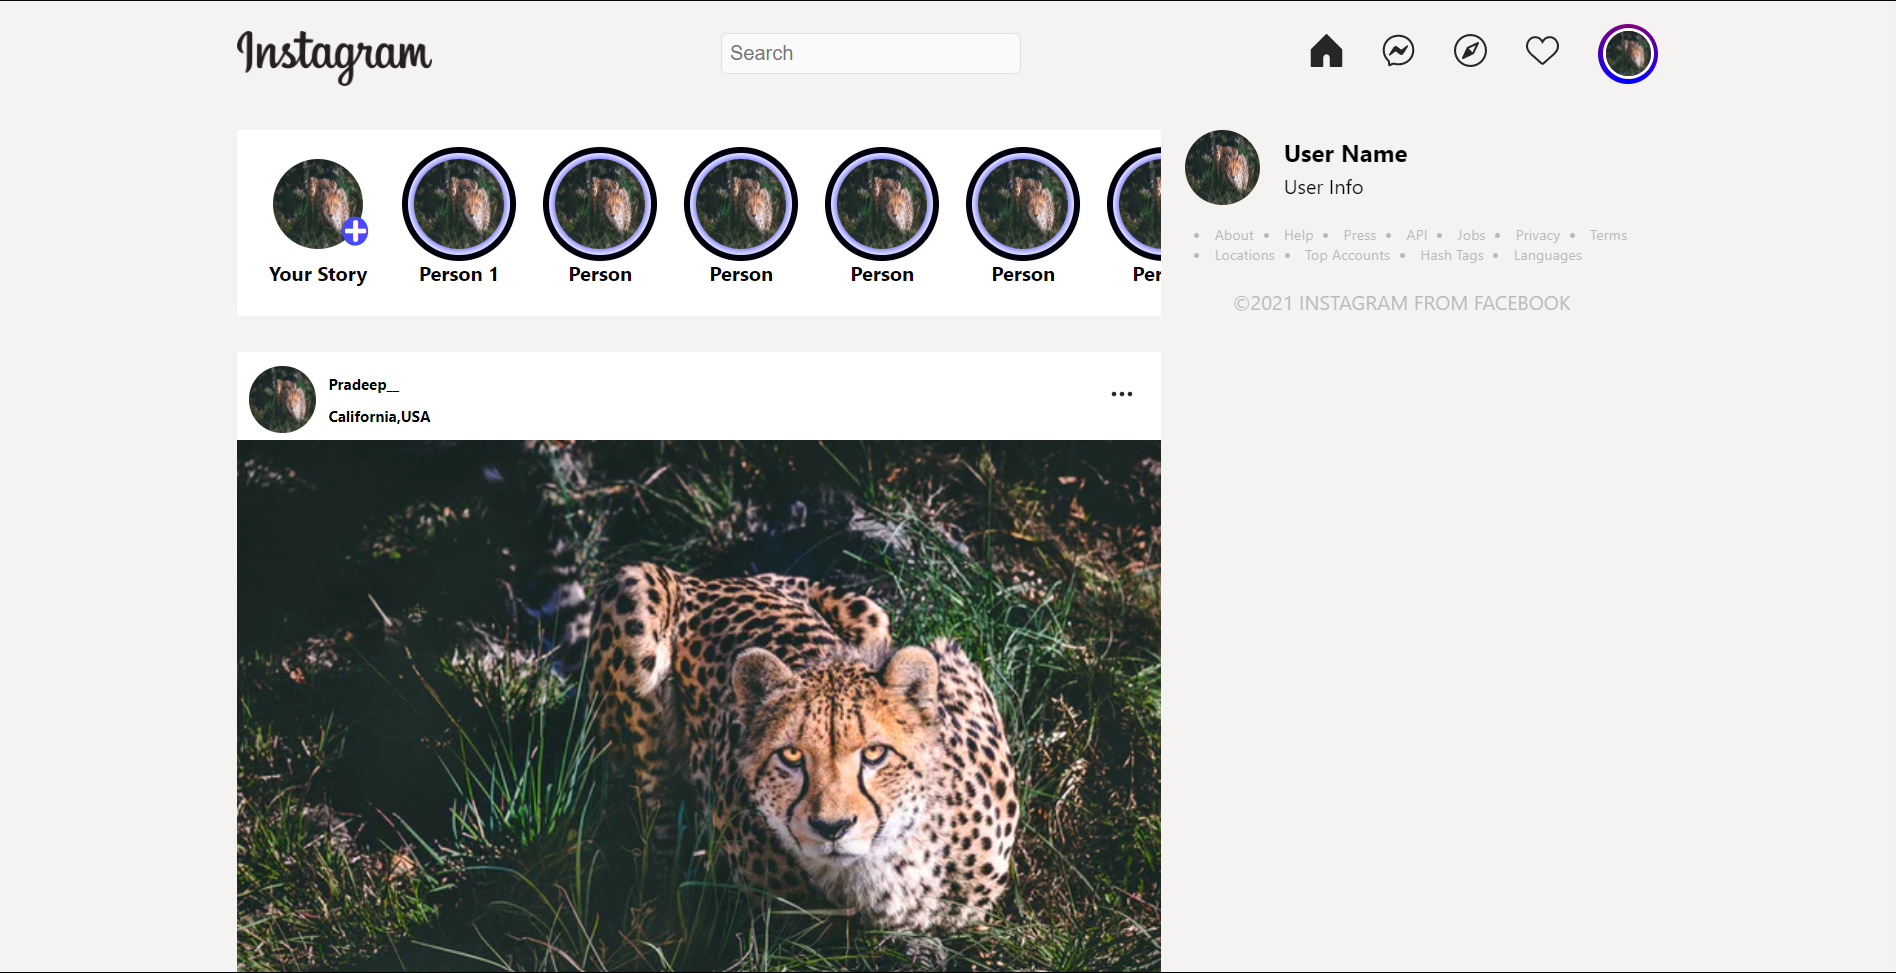 Instagram
Search
Your Story
Person 1
Person
Person
Person
Person
Per
User Name
User Info
• About • Help • Press • API • Jobs • Privacy • Terms
• Locations • Top Accounts • Hash Tags • Languages
©2021 INSTAGRAM FROM FACEBOOK
Pradeep__
California,USA